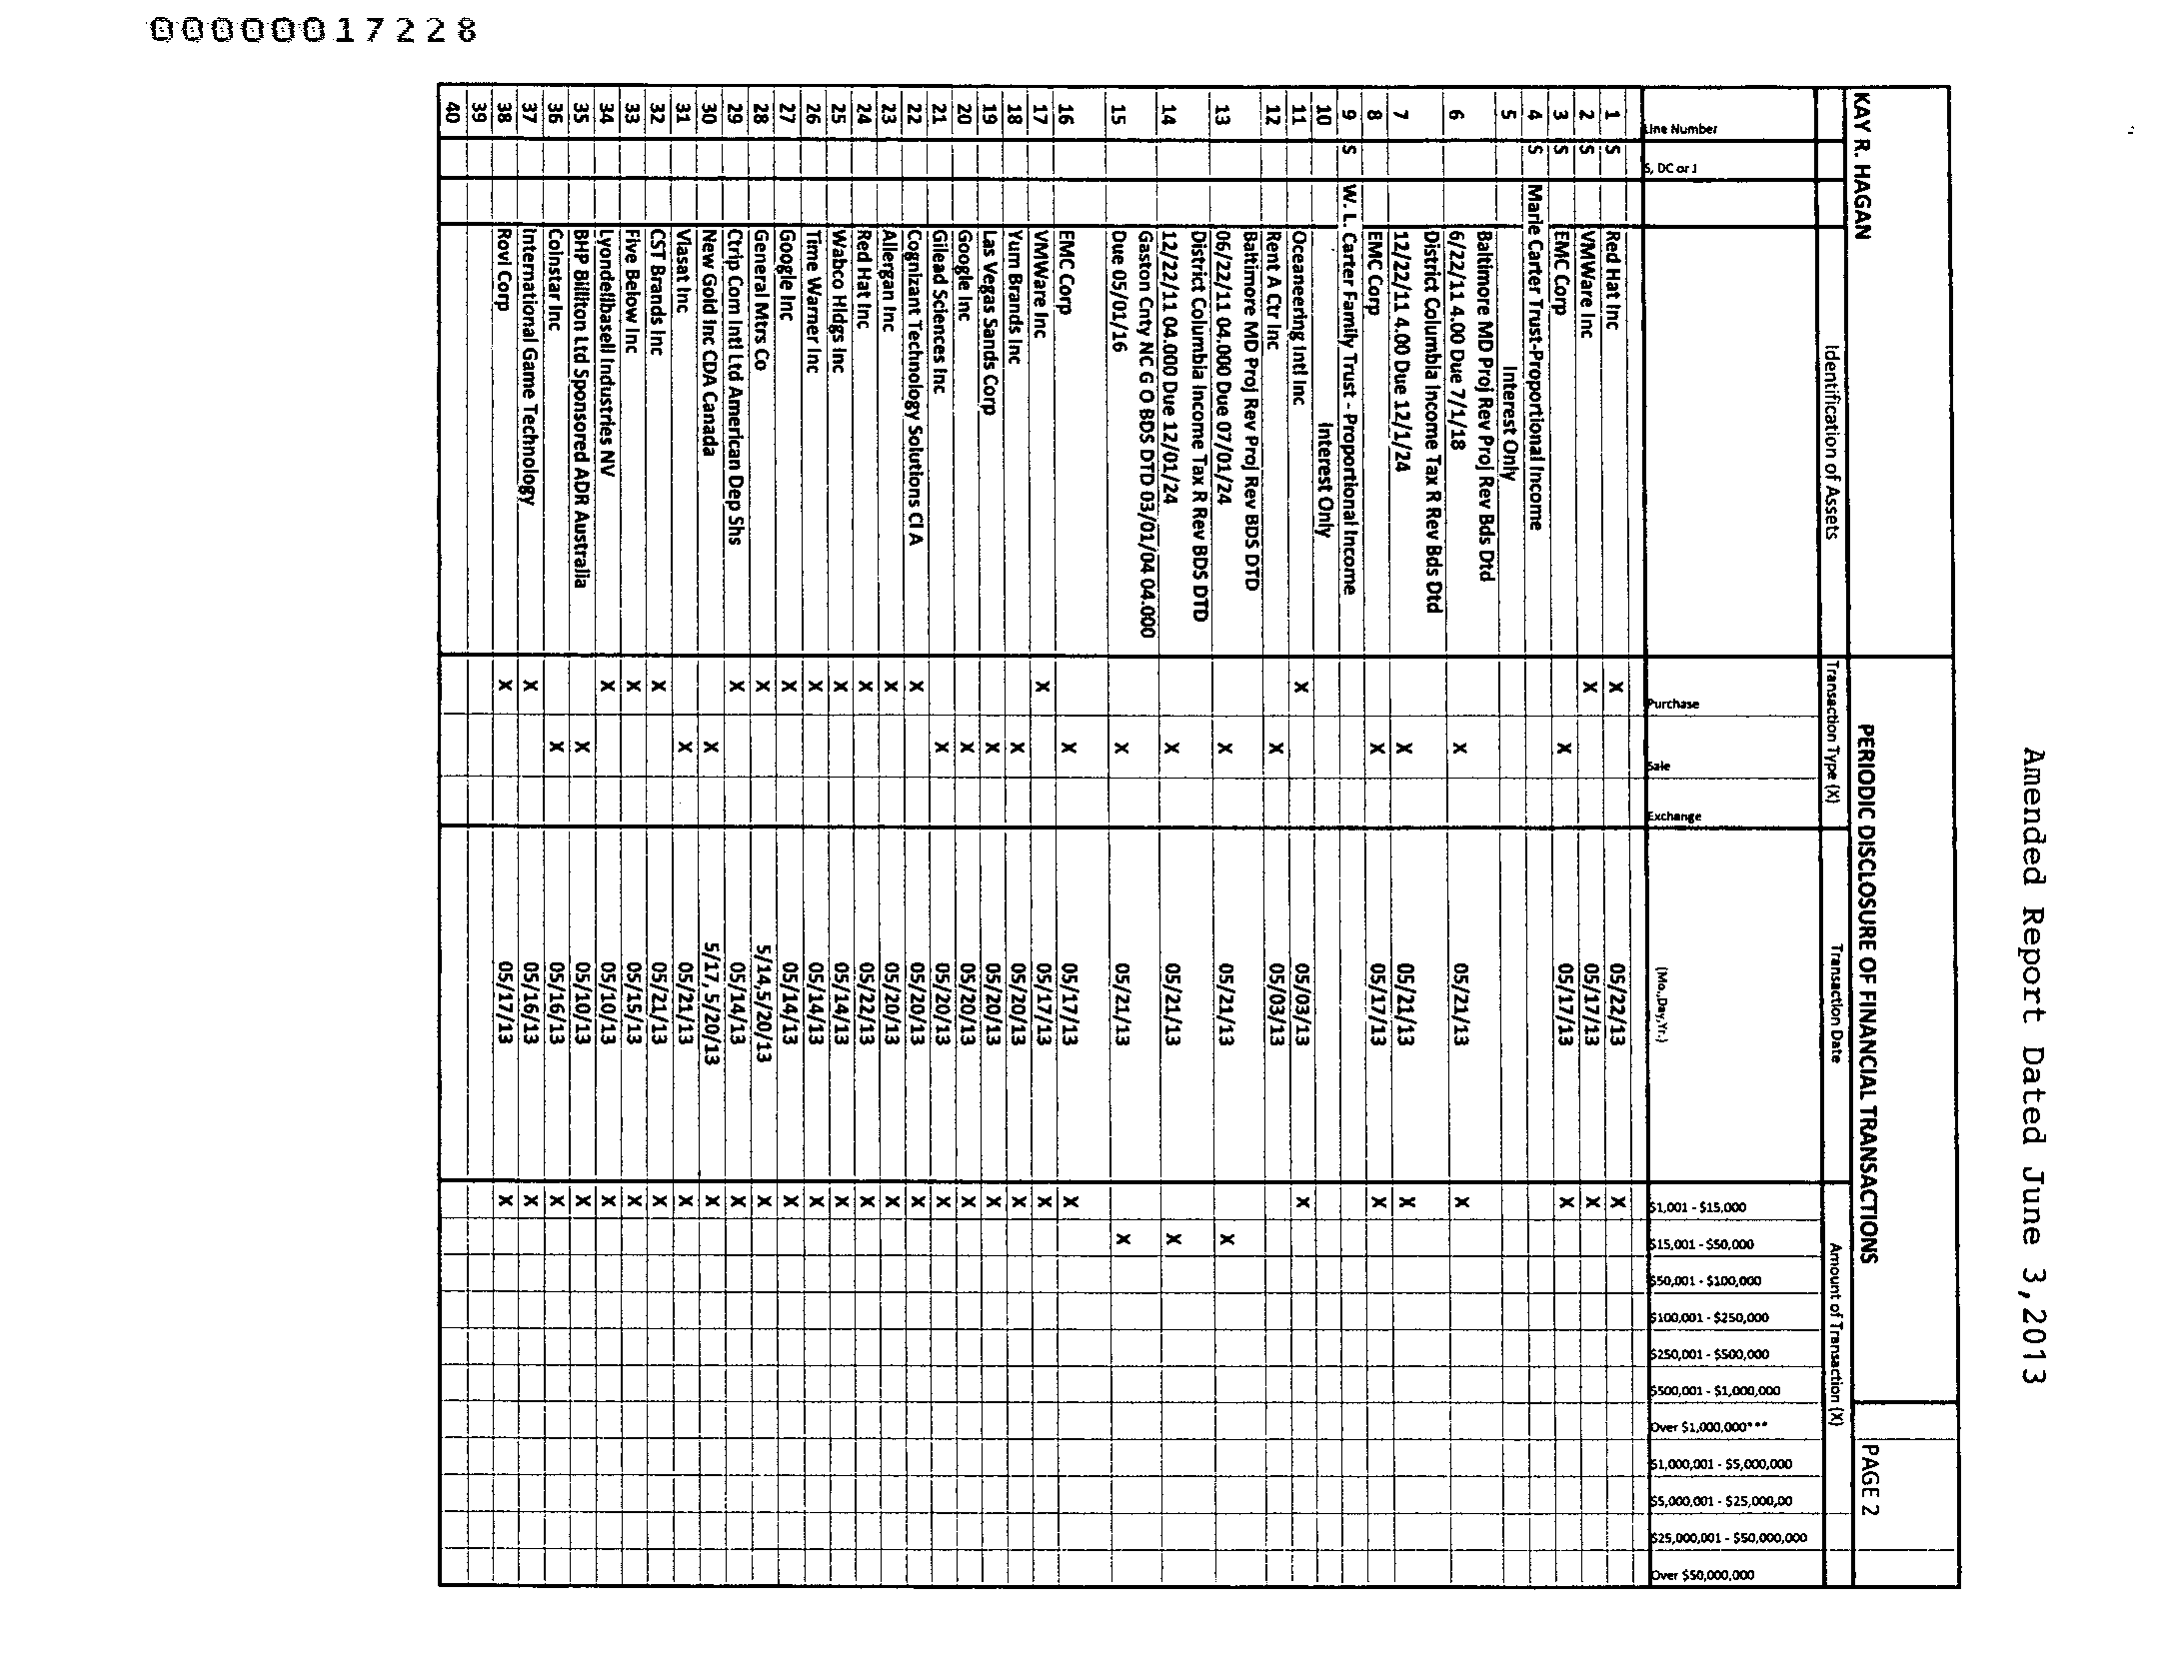 00000017228
Amended Report Dated June 3,2013
KAY R. HAGAN PERIODIC DISCLOSURE OF FINANCIAL TRANSACTIONS PAGE 2
Identification of Assets Transaction Type (X) Transaction Date Amount of Transaction (X)
Line Number S, DC or J Purchase Sale Exchange (Mo.,Day,Yr.) $1,001 - $15,000 $15,001 - $50,000 $50,001 - $100,000 $100,001 - $250,000 $250,001 - $500,000 $500,001 - $1,000,000 Over $1,000,000*** $1,000,001 - $5,000,000 $5,000,001 - $25,000,00 $25,000,001 - $50,000,000 Over $50,000,000
1 S Red Hat Inc X 05/22/13 X
2 S VMWare Inc X 05/17/13 X
3 S EMC Corp X 05/17/13 X
4 S Marie Carter Trust-Proportional Income
5 Interest Only
Baltimore MD Proj Rev Proj Rev Bds Dtd
6 6/22/11 4.00 Due 7/1/18 X 05/21/13 X
District Columbia Income Tax R Rev Bds Dtd
7 12/22/11 4.00 Due 12/1/24 X 05/21/13 X
8 EMC Corp X 05/17/13 X
9 S W. L. Carter Family Trust - Proportional Income
10 Interest Only
11 Oceaneering Intl Inc X 05/03/13 X
12 Rent A Ctr Inc X 05/03/13
Baltimore MD Proj Rev Proj Rev BDS DTD
13 06/22/11 04.000 Due 07/01/24 X 05/21/13 X
District Columbia Income Tax R Rev BDS DTD
14 12/22/11 04.000 Due 12/01/24 X 05/21/13 X
Gaston Cnty NC G O BDS DTD 03/01/04 04.000
15 Due 05/01/16 X 05/21/13 X
16 EMC Corp X 05/17/13 X
17 VMWare Inc X 05/17/13 X
18 Yum Brands Inc X 05/20/13 X
19 Las Vegas Sands Corp X 05/20/13 X
20 Google Inc X 05/20/13 X
21 Gilead Sciences Inc X 05/20/13 X
22 Cognizant Technology Solutions Cl A X 05/20/13 X
23 Allergan Inc X 05/20/13 X
24 Red Hat Inc X 05/22/13 X
25 Wabco Hldgs Inc X 05/14/13 X
26 Time Warner Inc X 05/14/13 X
27 Google Inc X 05/14/13 X
28 General Mtrs Co X 5/14,5/20/13 X
29 Ctrip Com Intl Ltd American Dep Shs X 05/14/13 X
30 New Gold Inc CDA Canada X 5/17, 5/20/13 X
31 Viasat Inc X 05/21/13 X
32 CST Brands Inc X 05/21/13 X
33 Five Below Inc X 05/15/13 X
34 Lyondellbasell Industries NV X 05/10/13 X
35 BHP Billiton Ltd Sponsored ADR Australia X 05/10/13 X
36 Coinstar Inc X 05/16/13 X
37 International Game Technology X 05/16/13 X
38 Rovi Corp X 05/17/13 X
39
40